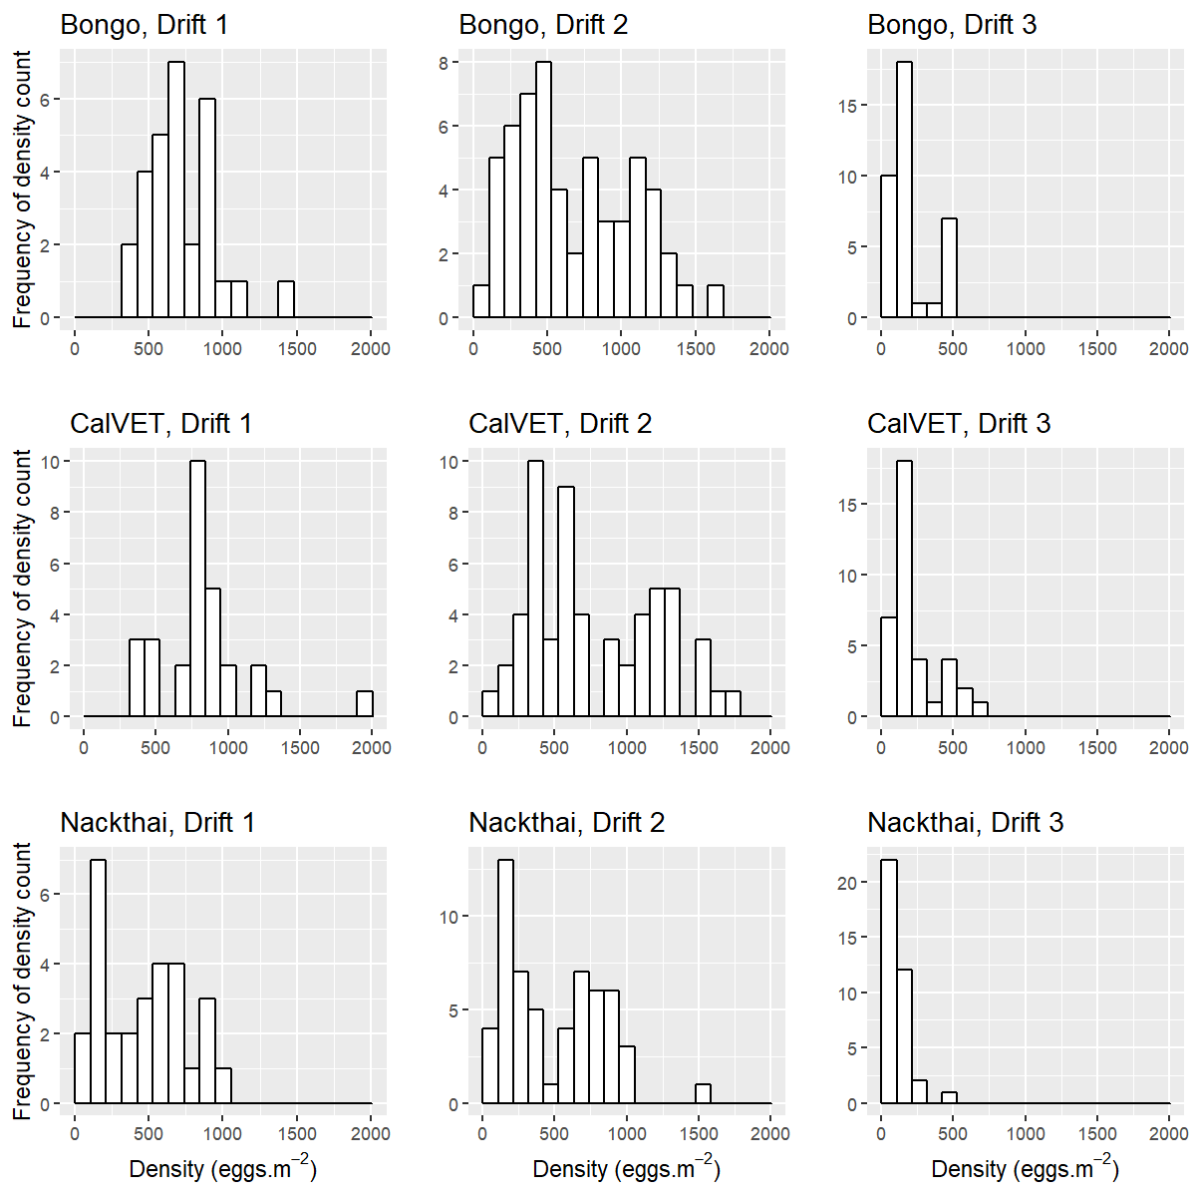 Bongo, Drift 1
Bongo, Drift 2
Bongo, Drift 3
Frequency of density count
6
4
2
0
0 500 1000 1500 2000
8
6
4
2
0
0 500 1000 1500 2000
15
10
5
0
0 500 1000 1500 2000
CalVET, Drift 1
CalVET, Drift 2
CalVET, Drift 3
Frequency of density count
10
8
6
4
2
0
0 500 1000 1500 2000
10
8
6
4
2
0
0 500 1000 1500 2000
15
10
5
0
0 500 1000 1500 2000
Nackthai, Drift 1
Nackthai, Drift 2
Nackthai, Drift 3
Frequency of density count
6
4
2
0
0 500 1000 1500 2000
Density (eggs.m⁻²)
10
5
0
0 500 1000 1500 2000
Density (eggs.m⁻²)
20
15
10
5
0
0 500 1000 1500 2000
Density (eggs.m⁻²)